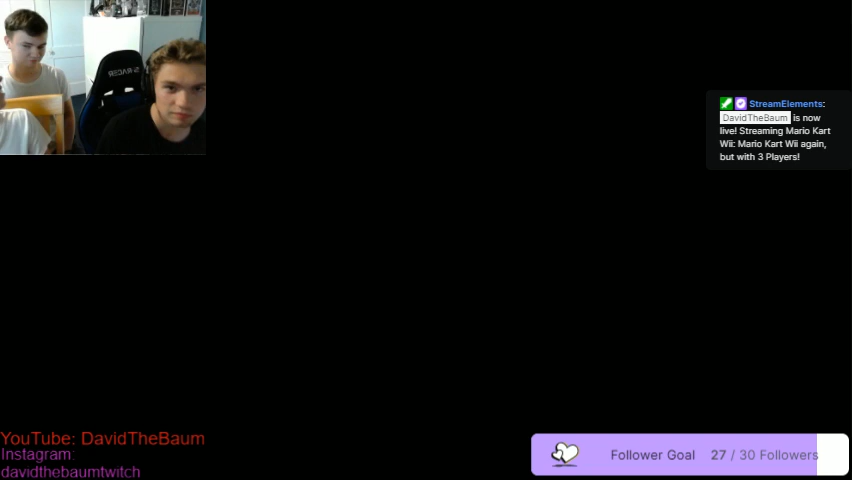 StreamElements:
DavidTheBaum is now
live! Streaming Mario Kart
Wii: Mario Kart Wii again,
but with 3 Players!
YouTube: DavidTheBaum
Instagram:
davidthebaumtwitch
Follower Goal 27 / 30 Followers